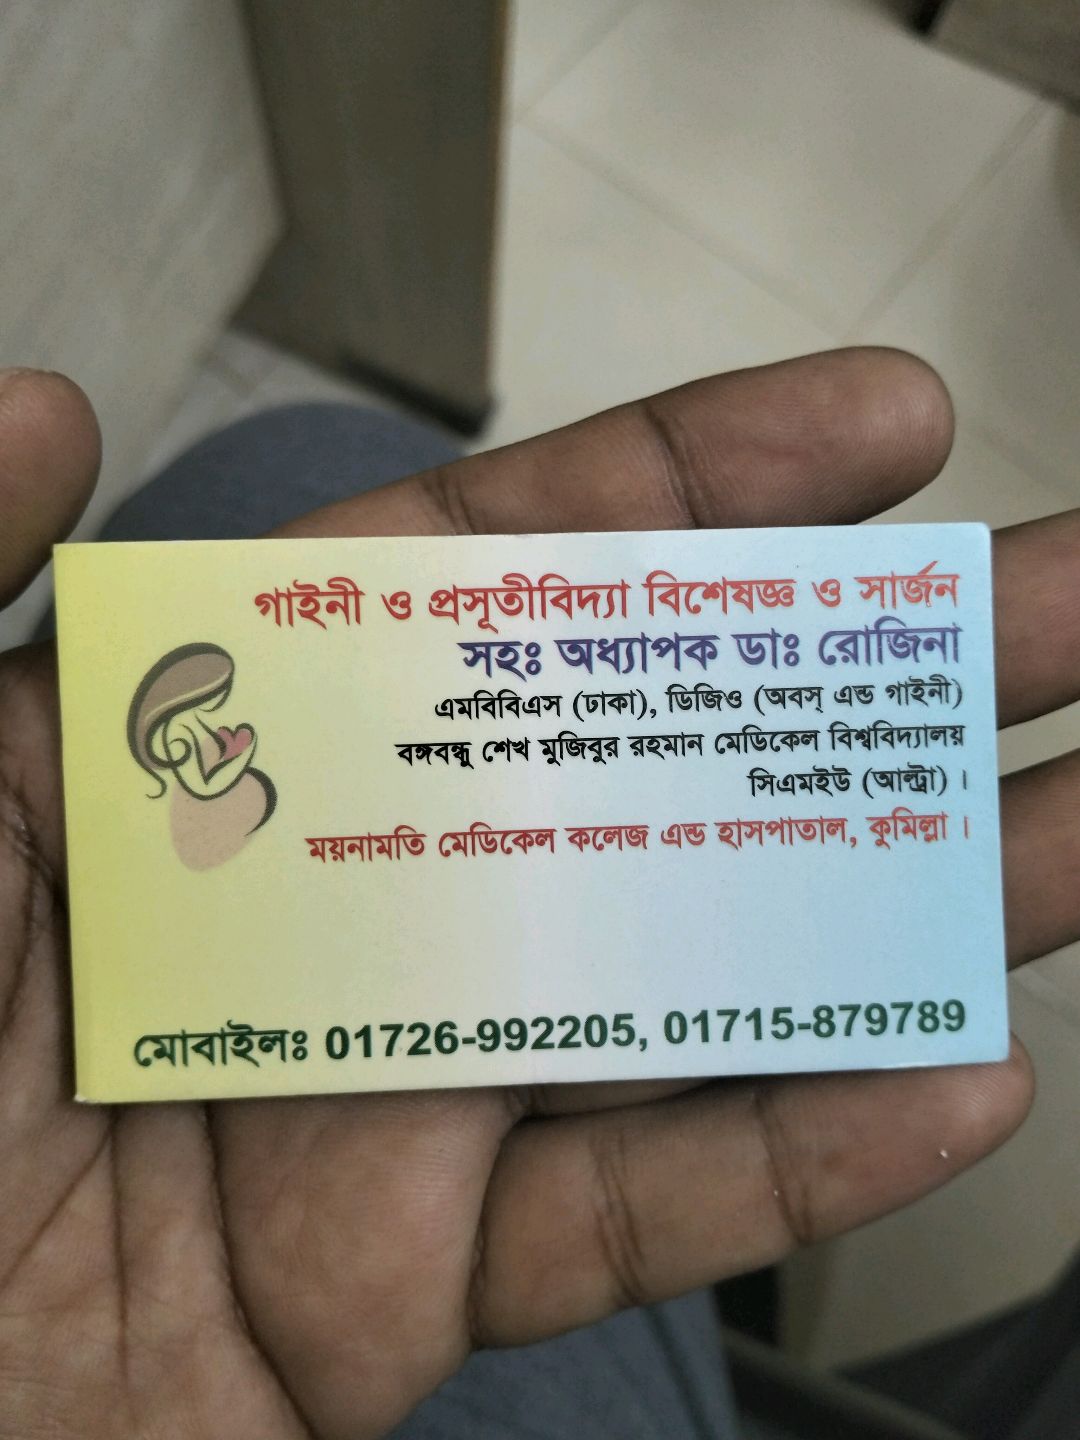 গাইনী ও প্রসূতীবিদ্যা বিশেষজ্ঞ ও সার্জন
সহঃ অধ্যাপক ডাঃ রোজিনা
এমবিবিএস (ঢাকা), ডিজিও (অবস্ এন্ড গাইনী)
বঙ্গবন্ধু শেখ মুজিবুর রহমান মেডিকেল বিশ্ববিদ্যালয়
সিএমইউ (আল্ট্রা) ।
ময়নামতি মেডিকেল কলেজ এন্ড হাসপাতাল, কুমিল্লা ।
মোবাইলঃ 01726-992205, 01715-879789